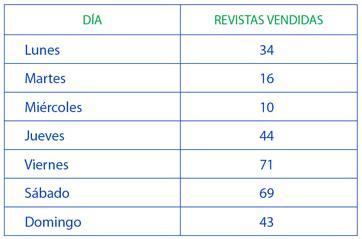 DÍA REVISTAS VENDIDAS
Lunes 34
Martes 16
Miércoles 10
Jueves 44
Viernes 71
Sábado 69
Domingo 43